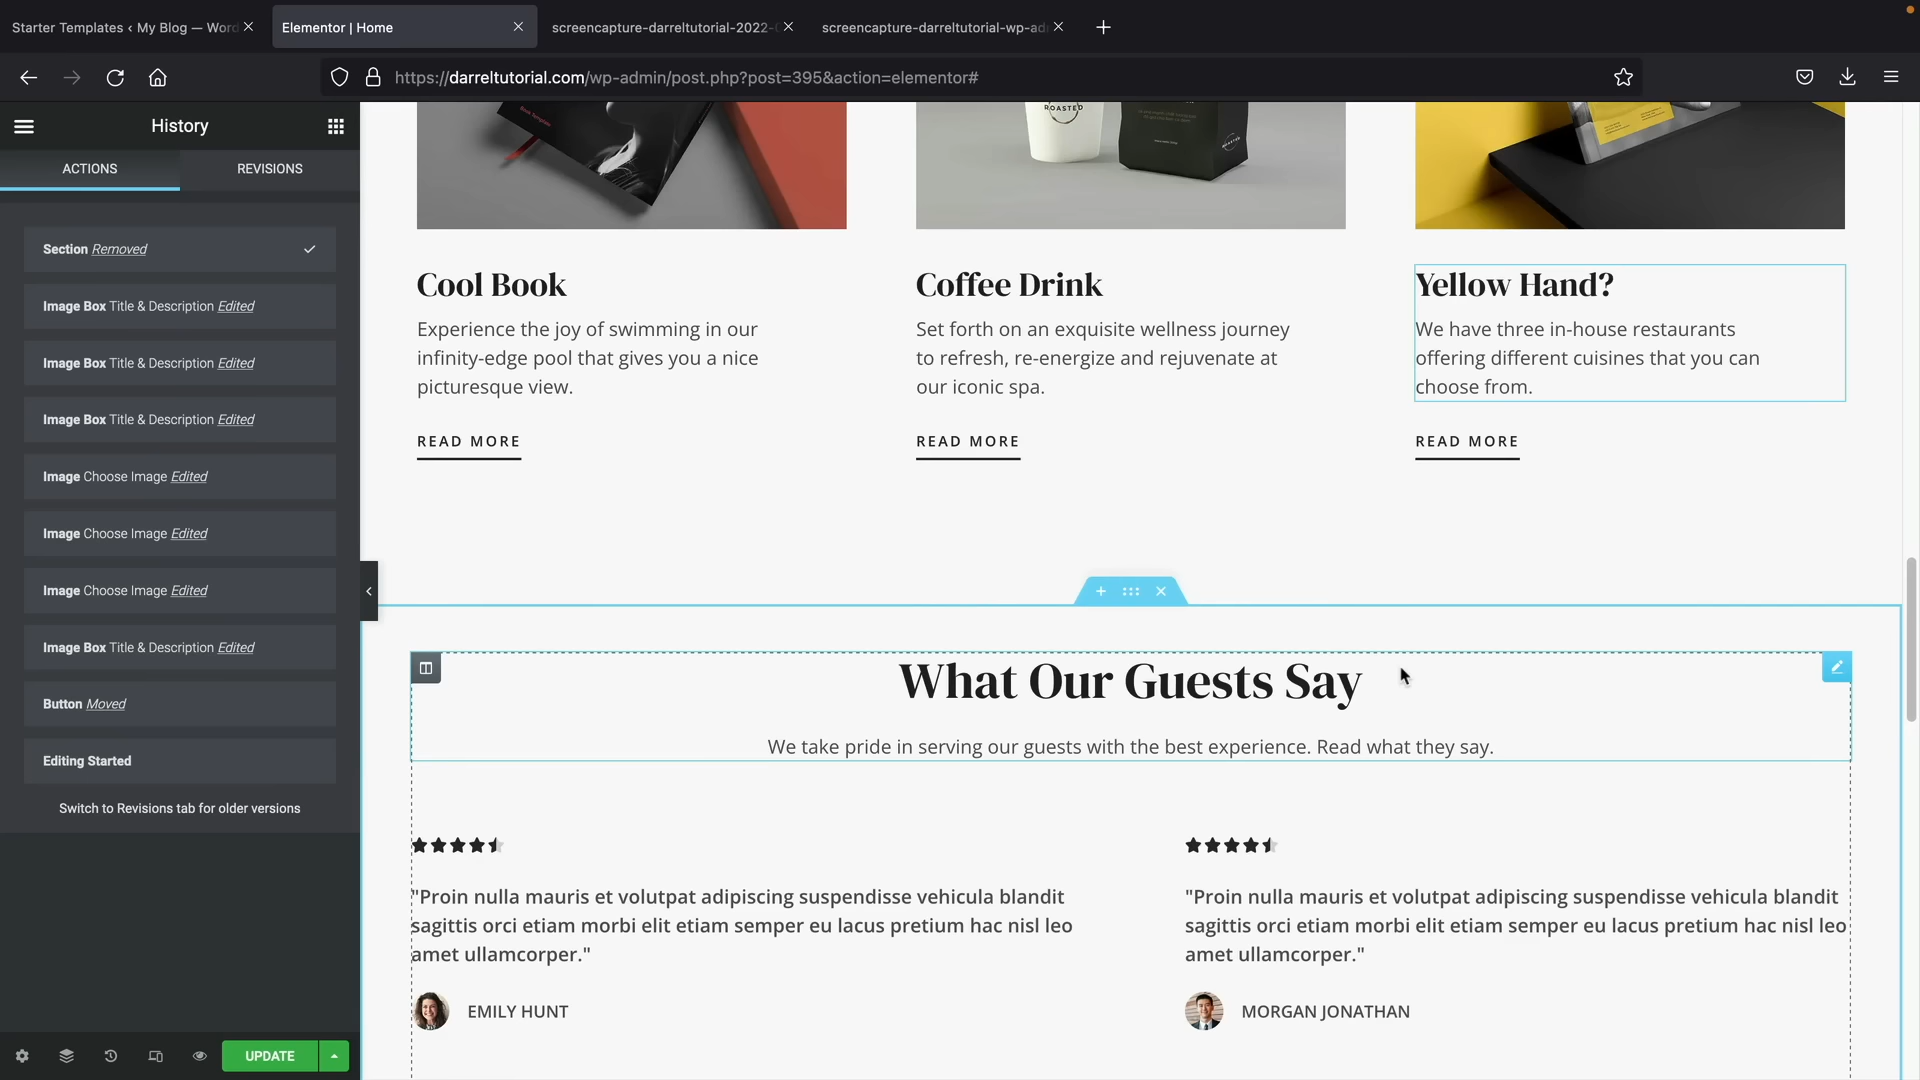 Starter Templates ‹ My Blog — Word
Elementor | Home
screencapture-darreltutorial-2022-
screencapture-darreltutorial-wp-ad
https://darreltutorial.com/wp-admin/post.php?post=395&action=elementor#
History
ACTIONS
REVISIONS
Section Removed
Image Box Title & Description Edited
Image Box Title & Description Edited
Image Box Title & Description Edited
Image Choose Image Edited
Image Choose Image Edited
Image Choose Image Edited
Image Box Title & Description Edited
Button Moved
Editing Started
Switch to Revisions tab for older versions
UPDATE
ROASTED
Cool Book
Experience the joy of swimming in our
infinity-edge pool that gives you a nice
picturesque view.
READ MORE
Coffee Drink
Set forth on an exquisite wellness journey
to refresh, re-energize and rejuvenate at
our iconic spa.
READ MORE
Yellow Hand?
We have three in-house restaurants
offering different cuisines that you can
choose from.
READ MORE
What Our Guests Say
We take pride in serving our guests with the best experience. Read what they say.
"Proin nulla mauris et volutpat adipiscing suspendisse vehicula blandit
sagittis orci etiam morbi elit etiam semper eu lacus pretium hac nisl leo
amet ullamcorper."
EMILY HUNT
"Proin nulla mauris et volutpat adipiscing suspendisse vehicula blandit
sagittis orci etiam morbi elit etiam semper eu lacus pretium hac nisl leo
amet ullamcorper."
MORGAN JONATHAN